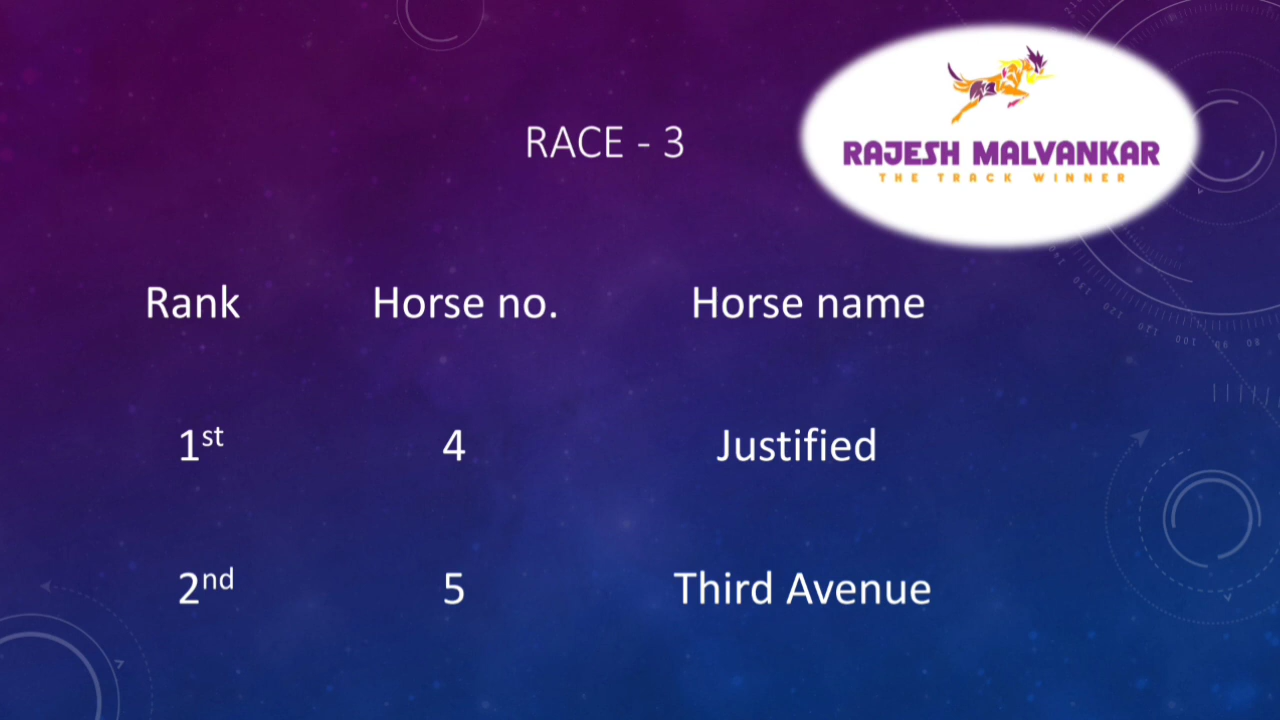 RACE - 3
RAJESH MALVANKAR
THE TRACK WINNER
Rank Horse no. Horse name
1st 4 Justified
2nd 5 Third Avenue